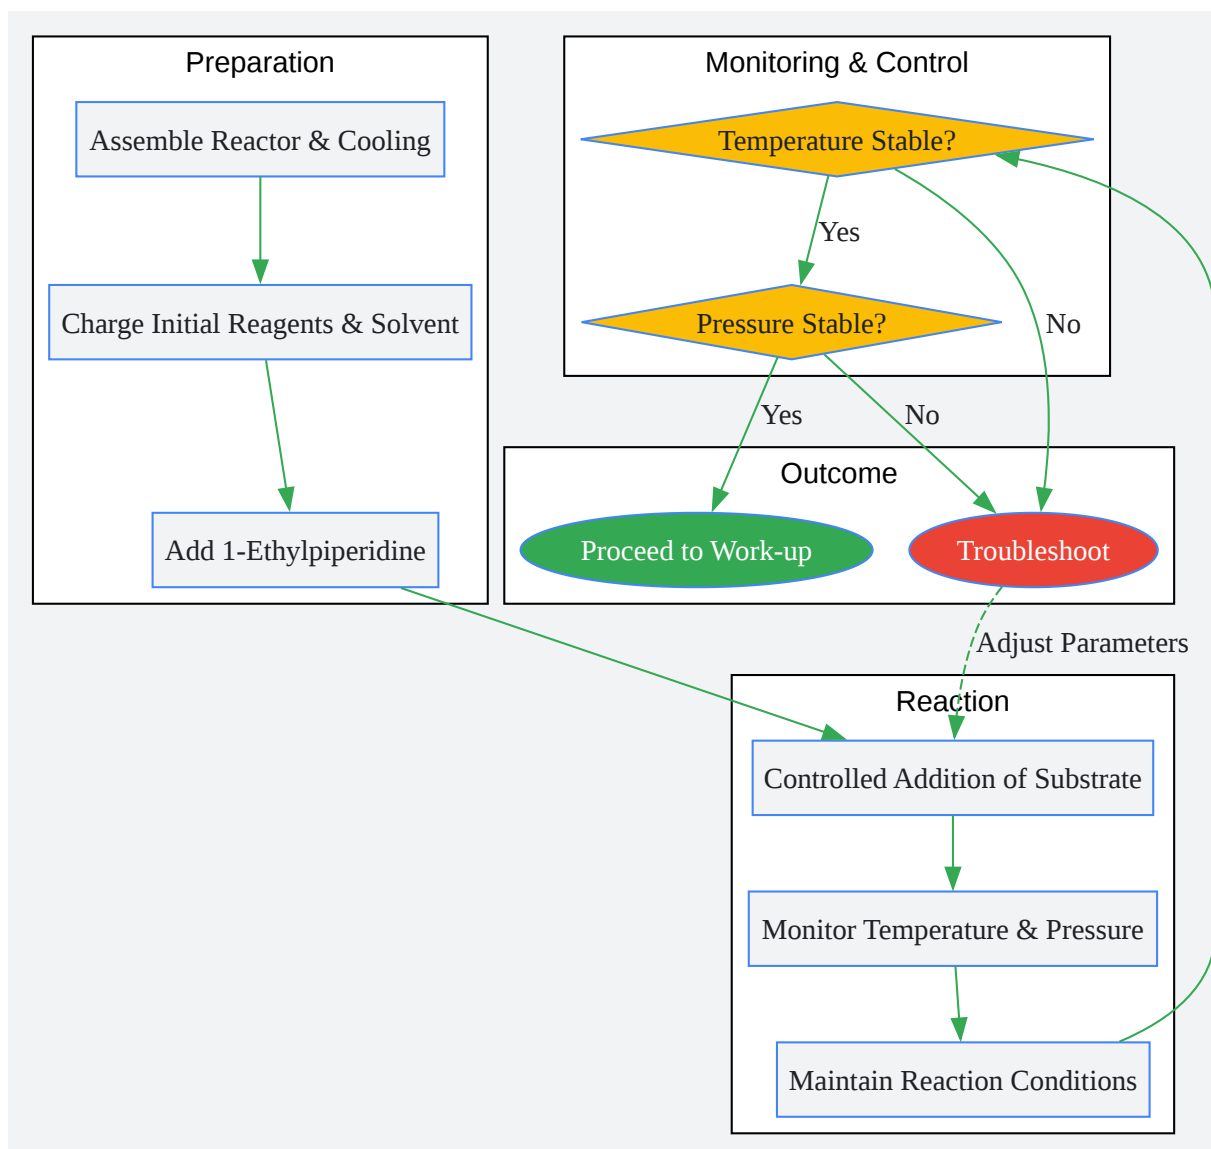 Preparation
Assemble Reactor & Cooling
Charge Initial Reagents & Solvent
Add 1-Ethylpiperidine
Monitoring & Control
Temperature Stable?
Yes
Pressure Stable?
No
Yes
No
Outcome
Proceed to Work-up
Troubleshoot
Adjust Parameters
Reaction
Controlled Addition of Substrate
Monitor Temperature & Pressure
Maintain Reaction Conditions